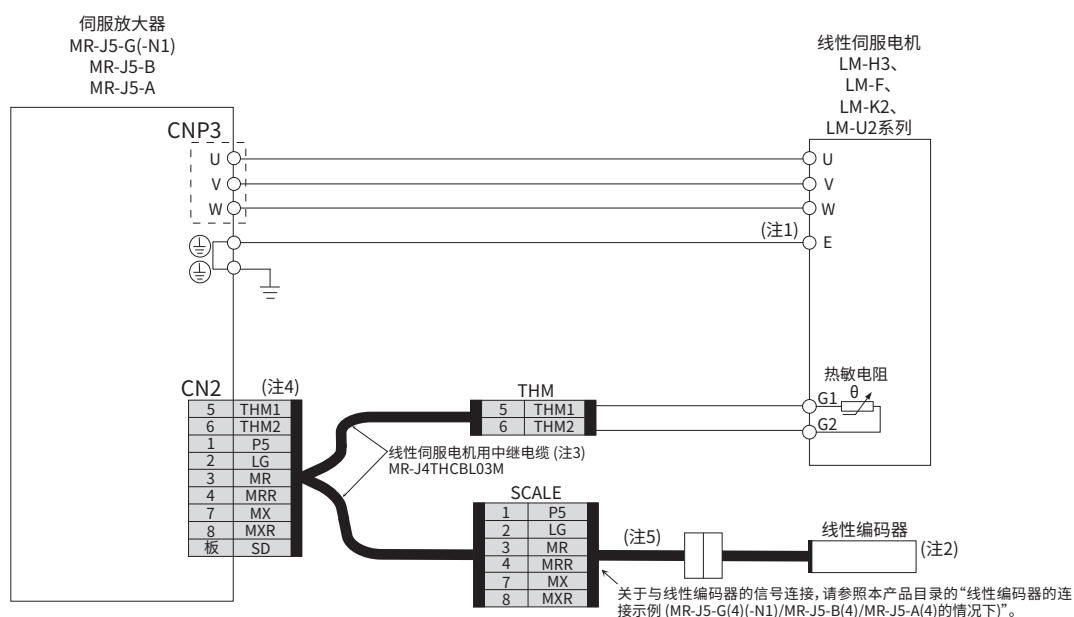 伺服放大器
MR-J5-G(-N1)
MR-J5-B
MR-J5-A
线性伺服电机
LM-H3、
LM-F、
LM-K2、
LM-U2系列
CNP3
U
V
W
U
V
W
(注1)
E
CN2
(注4)
5 THM1
6 THM2
1 P5
2 LG
3 MR
4 MRR
7 MX
8 MXR
板 SD
THM
5 THM1
6 THM2
热敏电阻
θ
G1
G2
线性伺服电机用中继电缆 (注3)
MR-J4THCBL03M
SCALE
1 P5
2 LG
3 MR
4 MRR
7 MX
8 MXR
(注5)
线性编码器
(注2)
关于与线性编码器的信号连接，请参照本产品目录的“线性编码器的连
接示例 (MR-J5-G(4)(-N1)/MR-J5-B(4)/MR-J5-A(4)的情况下)”。